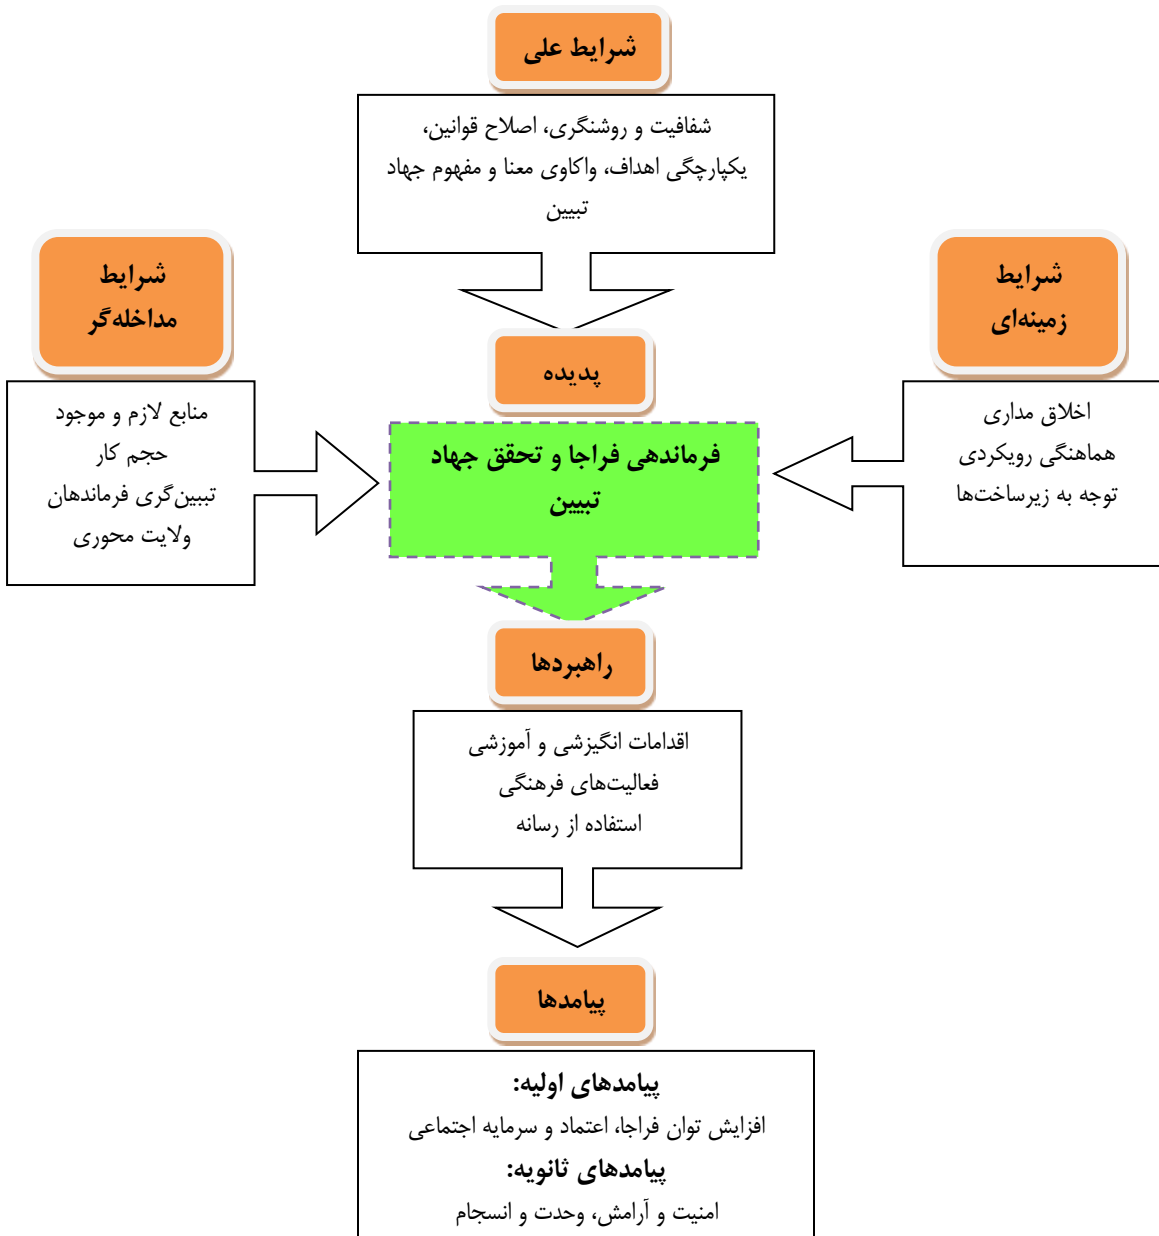 شرایط علی
شفافیت و روشنگری، اصلاح قوانین،
یکپارچگی اهداف، واکاوی معنا و مفهوم جهاد
تبیین
شرایط
زمینه‌ای
اخلاق مداری
هماهنگی رویکردی
توجه به زیرساخت‌ها
شرایط
مداخله‌گر
منابع لازم و موجود
حجم کار
تبیین‌گری فرماندهان
ولایت محوری
پدیده
فرماندهی فراجا و تحقق جهاد
تبیین
راهبردها
اقدامات انگیزشی و آموزشی
فعالیت‌های فرهنگی
استفاده از رسانه
پیامدها
پیامدهای اولیه:
افزایش توان فراجا، اعتماد و سرمایه اجتماعی
پیامدهای ثانویه:
امنیت و آرامش، وحدت و انسجام